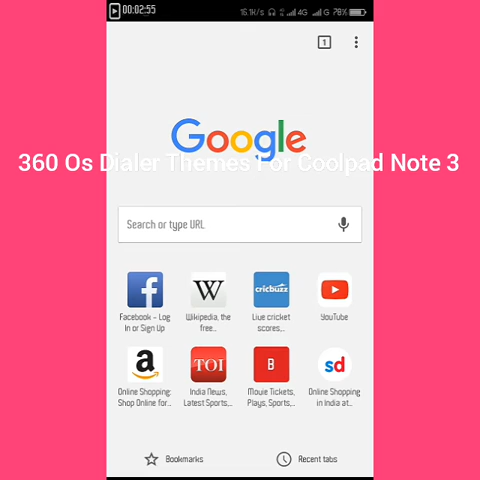 00:02:55
16.1K/s 4G G 78%
1
Google
360 Os Dialer Themes For Coolpad Note 3
Search or type URL
f W cricbuzz
Facebook – Log In or Sign Up
Wikipedia, the free...
Live cricket scores,...
YouTube
a TOI B sd
Online Shopping: Shop Online for...
India News, Latest Sports,...
Movie Tickets, Plays, Sports,...
Online Shopping in India at...
Bookmarks
Recent tabs